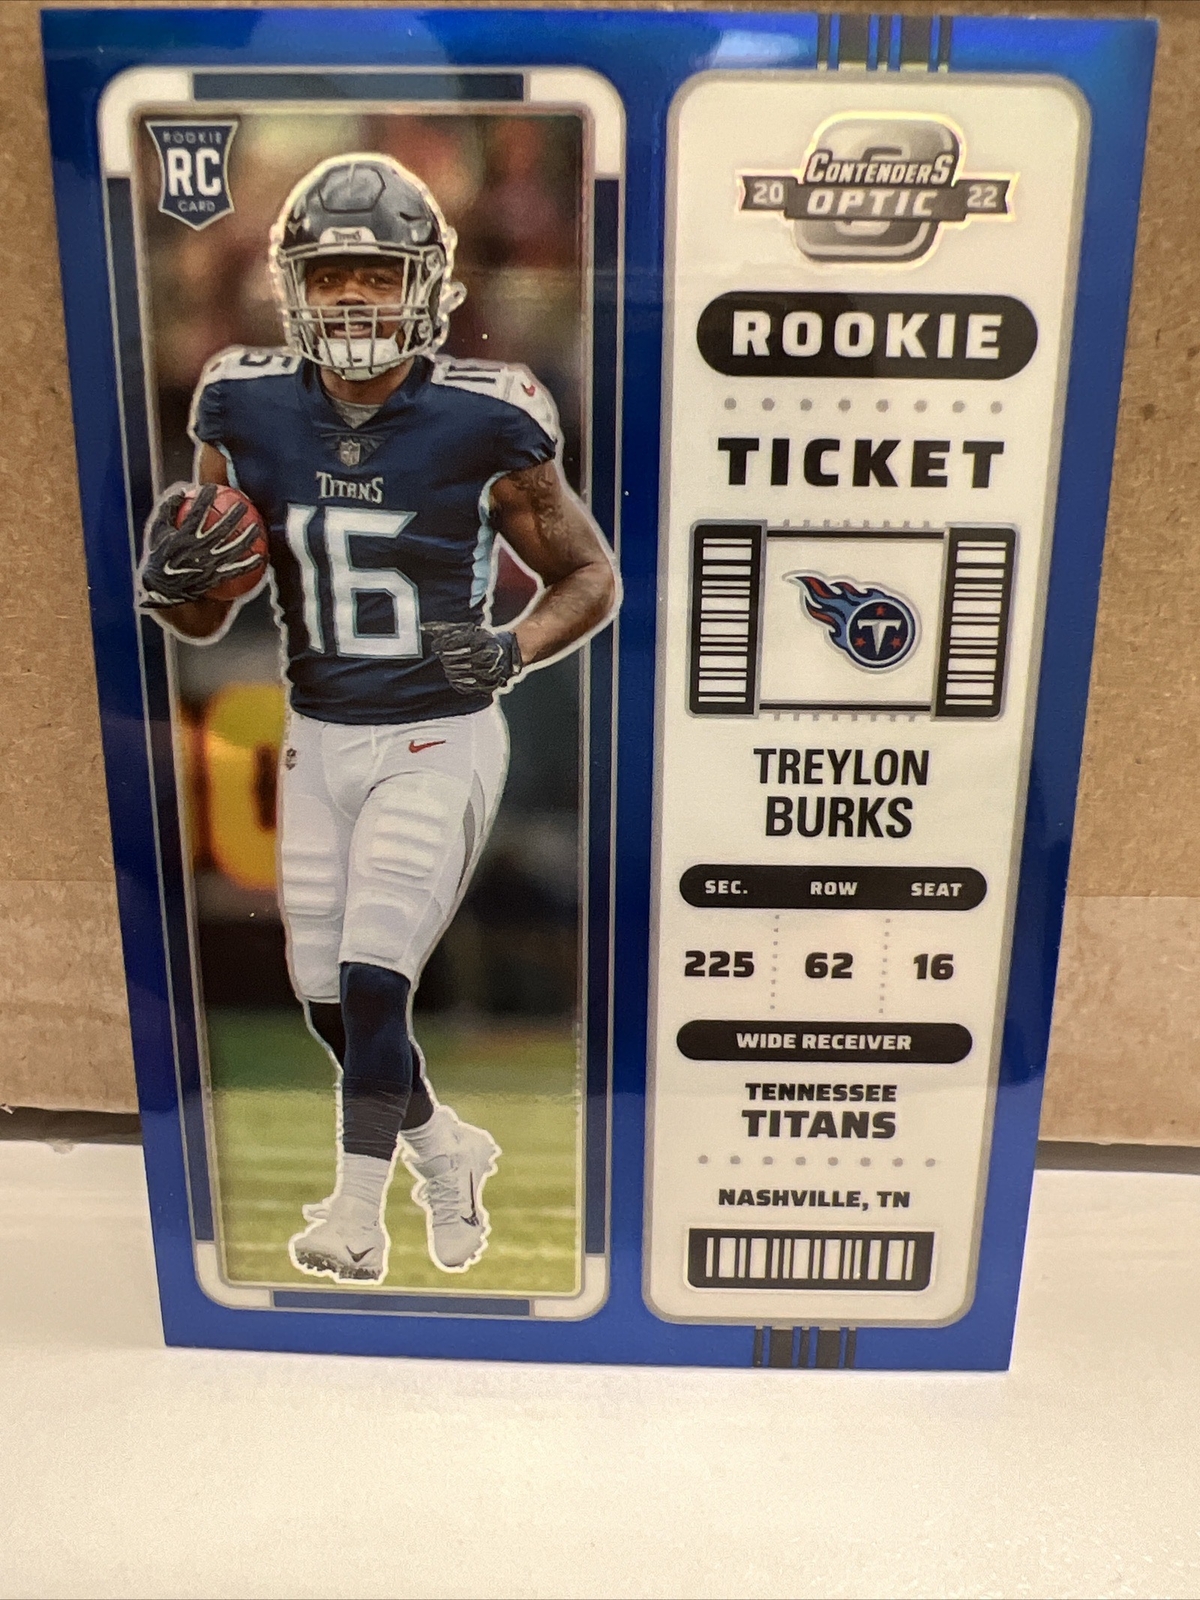 ROOKIE
RC
CARD
TITANS
16
CONTENDERS
20 OPTIC 22
ROOKIE
TICKET
T
TREYLON
BURKS
SEC. ROW SEAT
225 62 16
WIDE RECEIVER
TENNESSEE
TITANS
NASHVILLE, TN